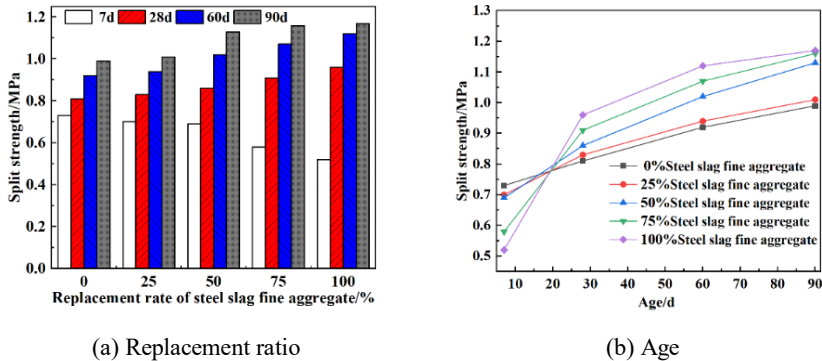 7d 28d 60d 90d
Split strength/MPa
1.2
1.0
0.8
0.6
0.4
0.2
0.0
0 25 50 75 100
Replacement rate of steel slag fine aggregate/%
(a) Replacement ratio
Split strength/MPa
1.3
1.2
1.1
1.0
0.9
0.8
0.7
0.6
0.5
0%Steel slag fine aggregate
25%Steel slag fine aggregate
50%Steel slag fine aggregate
75%Steel slag fine aggregate
100%Steel slag fine aggregate
10 20 30 40 50 60 70 80 90
Age/d
(b) Age